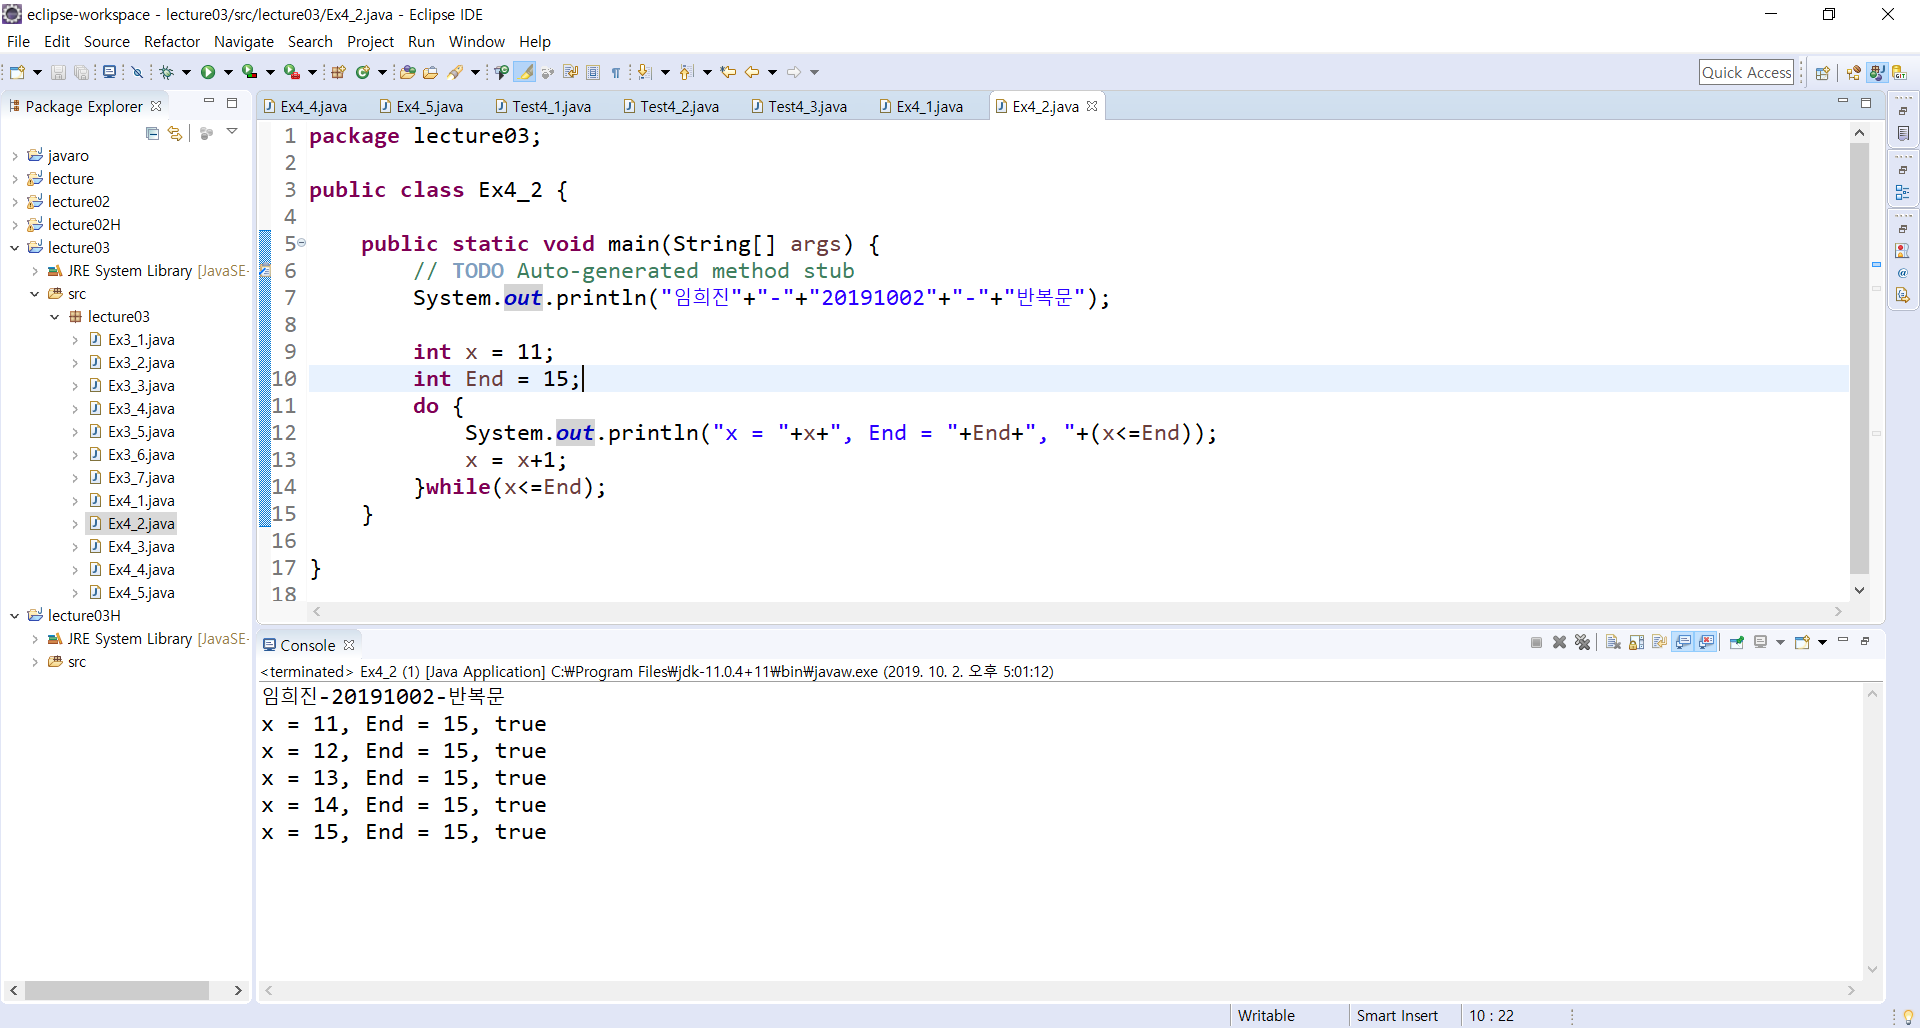 eclipse-workspace - lecture03/src/lecture03/Ex4_2.java - Eclipse IDE
File Edit Source Refactor Navigate Search Project Run Window Help
Quick Access
Package Explorer
javaro
lecture
lecture02
lecture02H
lecture03
JRE System Library [JavaSE-
src
lecture03
Ex3_1.java
Ex3_2.java
Ex3_3.java
Ex3_4.java
Ex3_5.java
Ex3_6.java
Ex3_7.java
Ex4_1.java
Ex4_2.java
Ex4_3.java
Ex4_4.java
Ex4_5.java
lecture03H
JRE System Library [JavaSE-
src
Ex4_4.java Ex4_5.java Test4_1.java Test4_2.java Test4_3.java Ex4_1.java Ex4_2.java
1 package lecture03;
2
3 public class Ex4_2 {
4
5 public static void main(String[] args) {
6 // TODO Auto-generated method stub
7 System.out.println("임희진"+"-"+"20191002"+"-"+"반복문");
8
9 int x = 11;
10 int End = 15;
11 do {
12 System.out.println("x = "+x+", End = "+End+", "+(x<=End));
13 x = x+1;
14 }while(x<=End);
15 }
16
17 }
18
Console
<terminated> Ex4_2 (1) [Java Application] C:₩Program Files₩jdk-11.0.4+11₩bin₩javaw.exe (2019. 10. 2. 오후 5:01:12)
임희진-20191002-반복문
x = 11, End = 15, true
x = 12, End = 15, true
x = 13, End = 15, true
x = 14, End = 15, true
x = 15, End = 15, true
Writable Smart Insert 10 : 22